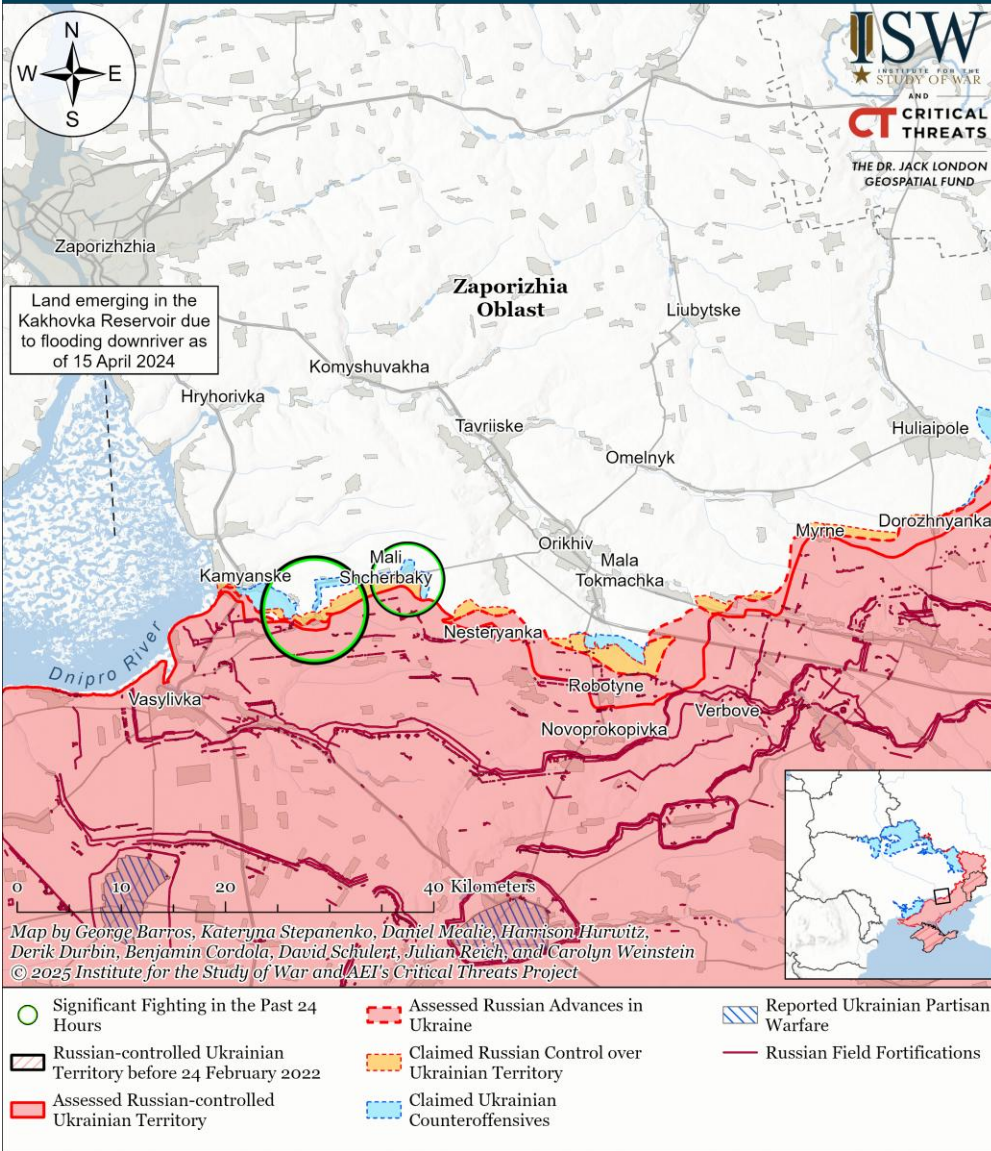 N
W
E
S
ISW
INSTITUTE FOR THE
STUDY OF WAR
AND
CT CRITICAL
THREATS
THE DR. JACK LONDON
GEOSPATIAL FUND
Zaporizhzhia
Land emerging in the
Kakhovka Reservoir due
to flooding downriver as
of 15 April 2024
Zaporizhia
Oblast
Liubytske
Komyshuvakha
Hryhorivka
Tavriiske
Huliaipole
Omelnyk
Dorozhnyanka
Myrne
Orikhiv
Mala
Tokmachka
Mali
Shcherbaky
Kamyanske
Nesteryanka
Dnipro River
Robotyne
Vasylivka
Verbove
Novoprokopivka
0 10 20 40 Kilometers
Map by George Barros, Kateryna Stepanenko, Daniel Mealie, Harrison Hurwitz,
Derik Durbin, Benjamin Cordola, David Schulert, Julian Reich, and Carolyn Weinstein
© 2025 Institute for the Study of War and AEI's Critical Threats Project
Significant Fighting in the Past 24
Hours
Russian-controlled Ukrainian
Territory before 24 February 2022
Assessed Russian-controlled
Ukrainian Territory
Assessed Russian Advances in
Ukraine
Claimed Russian Control over
Ukrainian Territory
Claimed Ukrainian
Counteroffensives
Reported Ukrainian Partisan
Warfare
Russian Field Fortifications